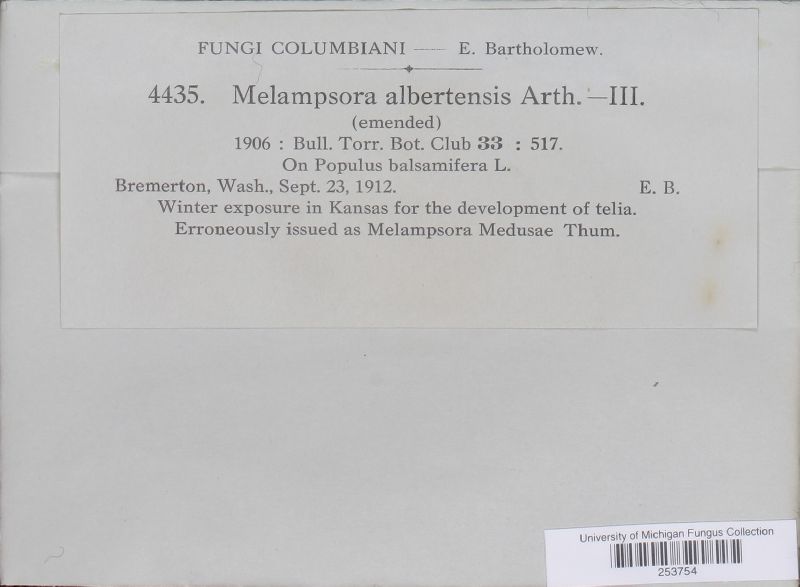 FUNGI COLUMBIANI — E. Bartholomew.
4435. Melampsora albertensis Arth.—III.
(emended)
1906 : Bull. Torr. Bot. Club 33 : 517.
On Populus balsamifera L.
Bremerton, Wash., Sept. 23, 1912. E. B.
Winter exposure in Kansas for the development of telia.
Erroneously issued as Melampsora Medusae Thum.
University of Michigan Fungus Collection
253754